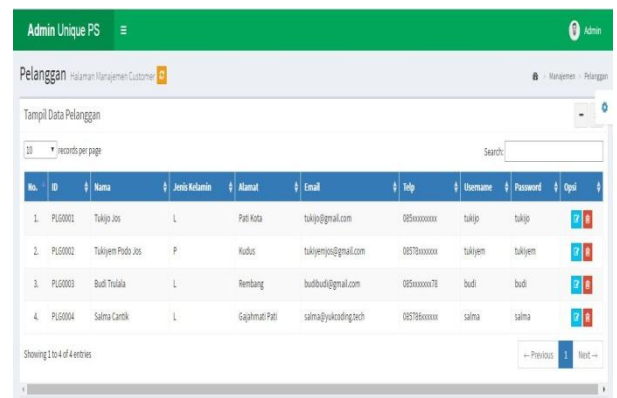 Admin Unique PS
Admin
Pelanggan Halaman Manajemen Customer
Manajemen > Pelanggan
Tampil Data Pelanggan
10 records per page
Search:
No. ID Nama Jenis Kelamin Alamat Email Telp Username Password Opsi
1. PLG0001 Tukijo Jos L Pati Kota tukijo@gmail.com tukijo tukijo
2. PLG0002 Tukiyem Podo Jos P Kudus tukiyemjos@gmail.com tukiyem tukiyem
3. PLG0003 Budi Trulala L Rembang budibudi@gmail.com budi budi
4. PLG0004 Salma Cantik L Gajahmati Pati salma@yukcoding.tech salma salma
Showing 1 to 4 of 4 entries
← Previous 1 Next →